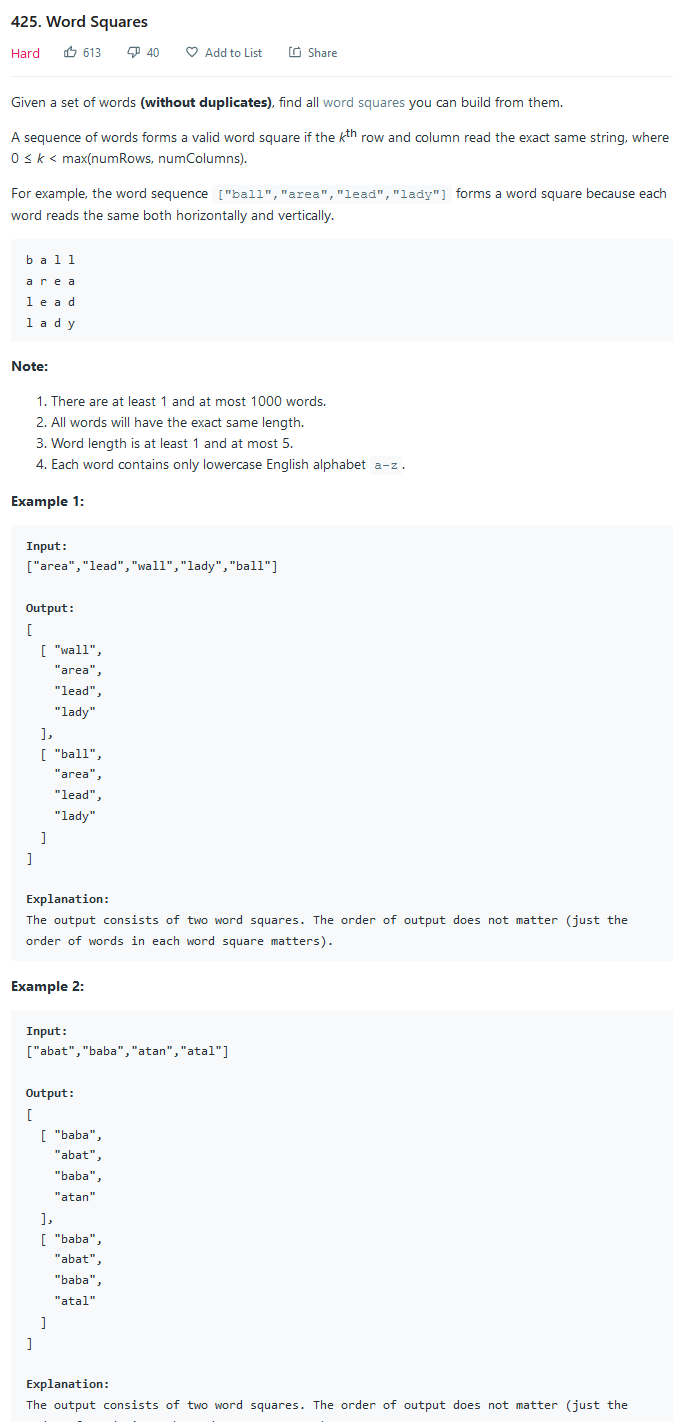 425. Word Squares
Hard 613 40 Add to List Share
Given a set of words (without duplicates), find all word squares you can build from them.
A sequence of words forms a valid word square if the kth row and column read the exact same string, where
0 ≤ k < max(numRows, numColumns).
For example, the word sequence ["ball","area","lead","lady"] forms a word square because each
word reads the same both horizontally and vertically.
b a l l
a r e a
l e a d
l a d y
Note:
1. There are at least 1 and at most 1000 words.
2. All words will have the exact same length.
3. Word length is at least 1 and at most 5.
4. Each word contains only lowercase English alphabet a-z.
Example 1:
Input:
["area","lead","wall","lady","ball"]
Output:
[
[ "wall",
"area",
"lead",
"lady"
],
[ "ball",
"area",
"lead",
"lady"
]
]
Explanation:
The output consists of two word squares. The order of output does not matter (just the
order of words in each word square matters).
Example 2:
Input:
["abat","baba","atan","atal"]
Output:
[
[ "baba",
"abat",
"baba",
"atan"
],
[ "baba",
"abat",
"baba",
"atal"
]
]
Explanation:
The output consists of two word squares. The order of output does not matter (just the